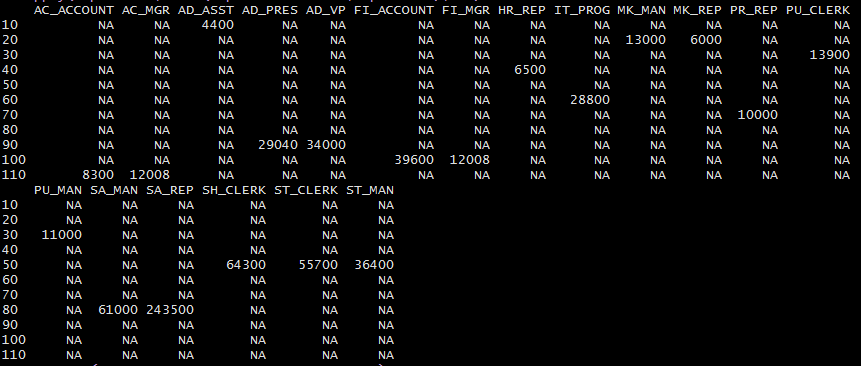 AC_ACCOUNT AC_MGR AD_ASST AD_PRES AD_VP FI_ACCOUNT FI_MGR HR_REP IT_PROG MK_MAN MK_REP PR_REP PU_CLERK
10 NA NA 4400 NA NA NA NA NA NA NA NA NA NA
20 NA NA NA NA NA NA NA NA NA 13000 6000 NA NA
30 NA NA NA NA NA NA NA NA NA NA NA NA 13900
40 NA NA NA NA NA NA NA 6500 NA NA NA NA NA
50 NA NA NA NA NA NA NA NA NA NA NA NA NA
60 NA NA NA NA NA NA NA NA 28800 NA NA NA NA
70 NA NA NA NA NA NA NA NA NA NA NA 10000 NA
80 NA NA NA NA NA NA NA NA NA NA NA NA NA
90 NA NA NA 29040 34000 NA NA NA NA NA NA NA NA
100 NA NA NA NA NA 39600 12008 NA NA NA NA NA NA
110 8300 12008 NA NA NA NA NA NA NA NA NA NA NA
PU_MAN SA_MAN SA_REP SH_CLERK ST_CLERK ST_MAN
10 NA NA NA NA NA NA
20 NA NA NA NA NA NA
30 11000 NA NA NA NA NA
40 NA NA NA NA NA NA
50 NA NA NA 64300 55700 36400
60 NA NA NA NA NA NA
70 NA NA NA NA NA NA
80 NA 61000 243500 NA NA NA
90 NA NA NA NA NA NA
100 NA NA NA NA NA NA
110 NA NA NA NA NA NA